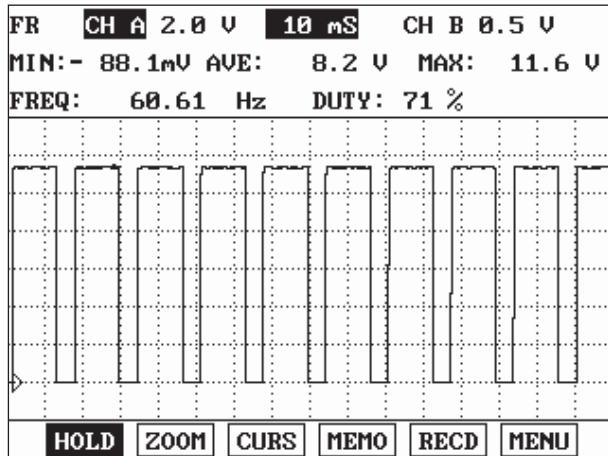 FR CH A 2.0 V 10 mS CH B 0.5 V
MIN:- 88.1mV AVE: 8.2 V MAX: 11.6 V
FREQ: 60.61 Hz DUTY: 71 %
HOLD ZOOM CURS MEMO RECD MENU